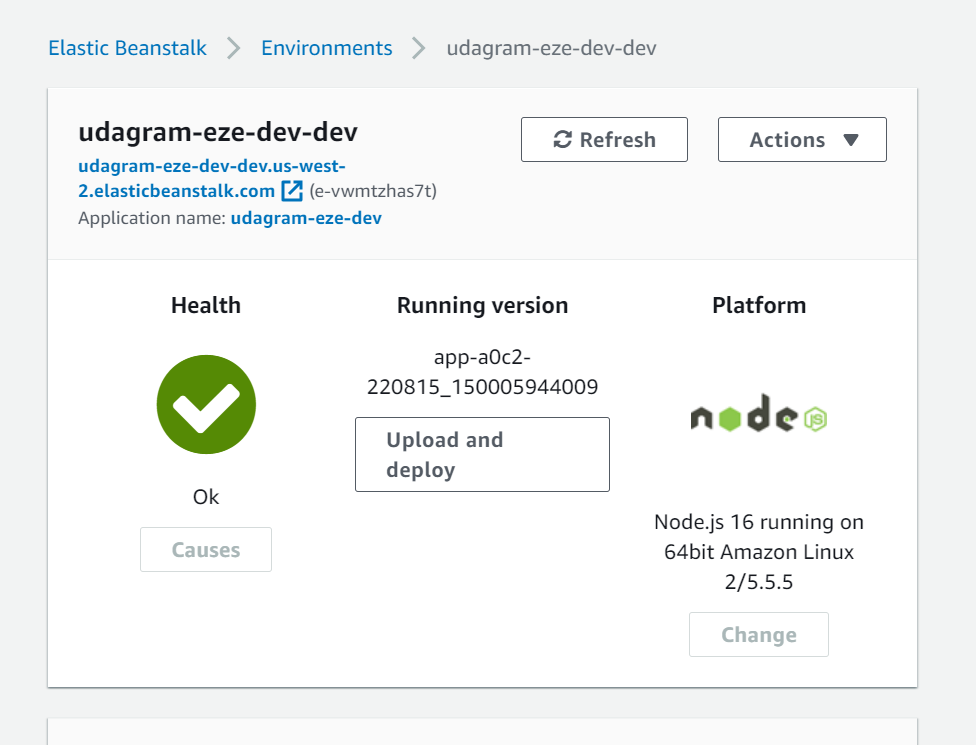 Elastic Beanstalk > Environments > udagram-eze-dev-dev
udagram-eze-dev-dev
Refresh
Actions
udagram-eze-dev-dev.us-west-
2.elasticbeanstalk.com (e-vwmtzhas7t)
Application name: udagram-eze-dev
Health
Ok
Causes
Running version
app-a0c2-
220815_150005944009
Upload and
deploy
Platform
node JS
Node.js 16 running on
64bit Amazon Linux
2/5.5.5
Change